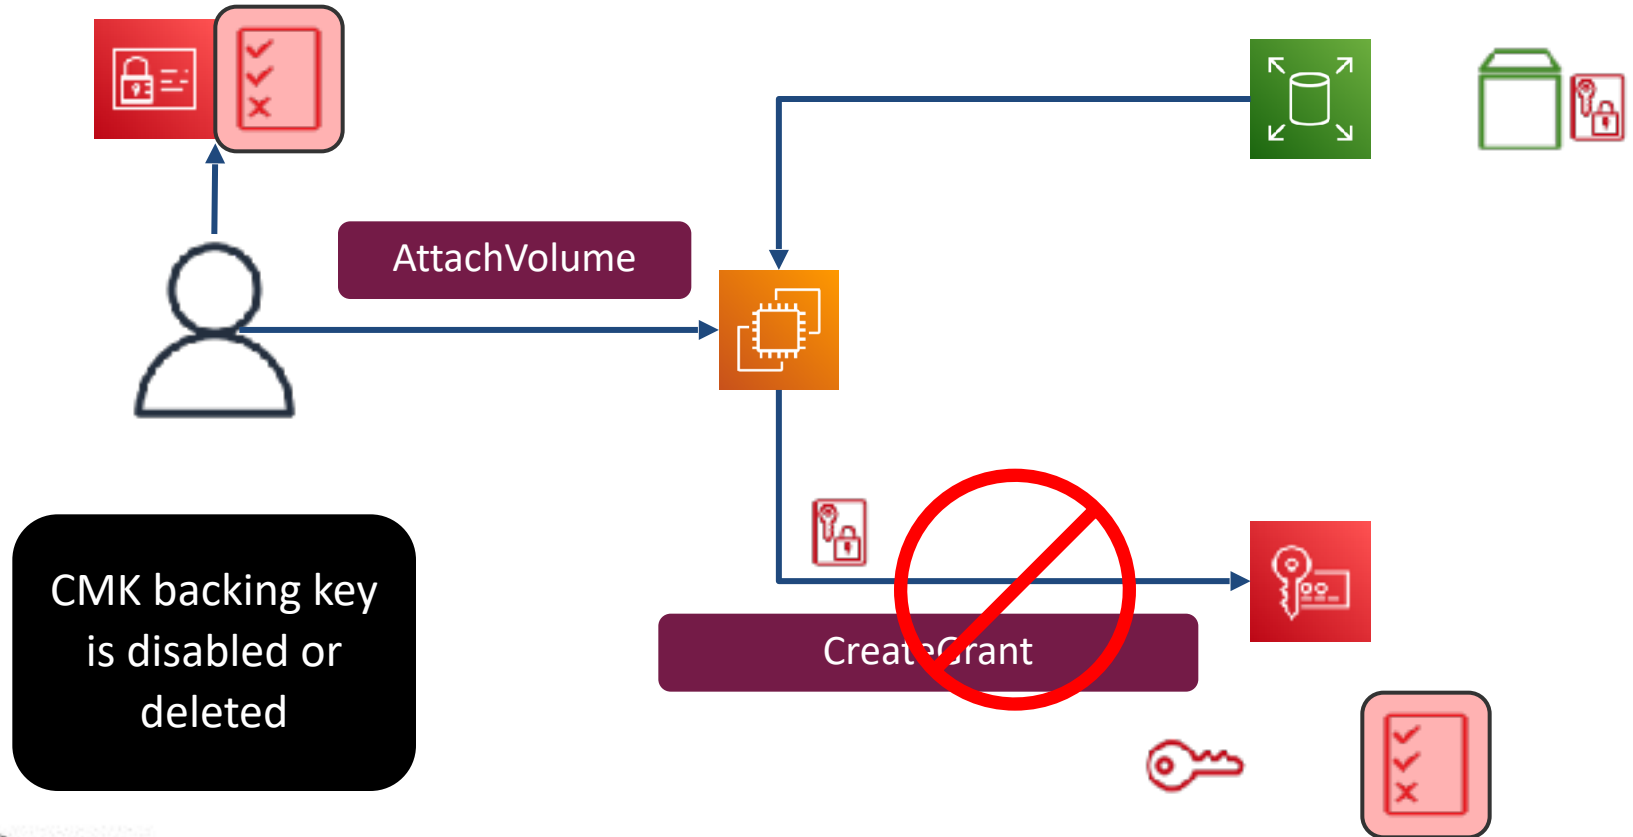 AttachVolume
CMK backing key
is disabled or
deleted
CreateGrant